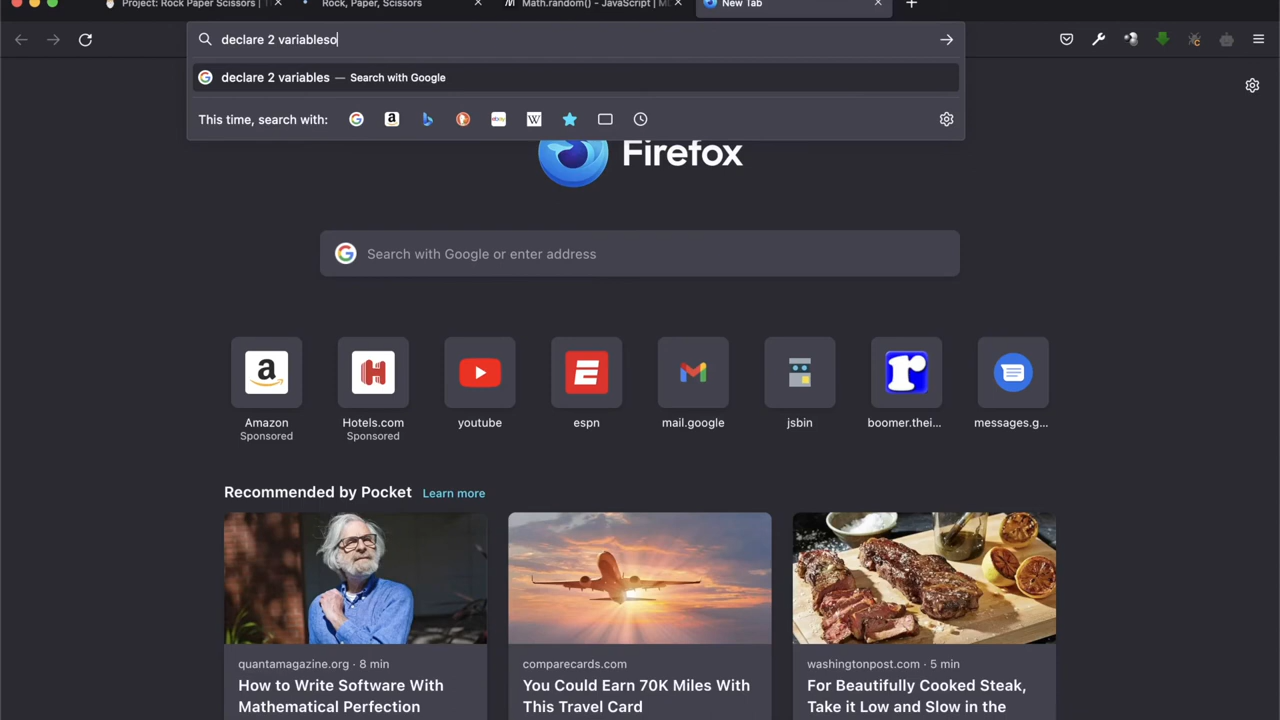 Project: Rock Paper Scissors |
Rock, Paper, Scissors
Math.random() - JavaScript |
New Tab
declare 2 variableso
declare 2 variables — Search with Google
This time, search with:
ebay
W
Firefox
Search with Google or enter address
Amazon
Sponsored
Hotels.com
Sponsored
youtube
espn
mail.google
jsbin
boomer.thei...
messages.g...
Recommended by Pocket Learn more
quantamagazine.org · 8 min
How to Write Software With
Mathematical Perfection
comparecards.com
You Could Earn 70K Miles With
This Travel Card
washingtonpost.com · 5 min
For Beautifully Cooked Steak,
Take it Low and Slow in the